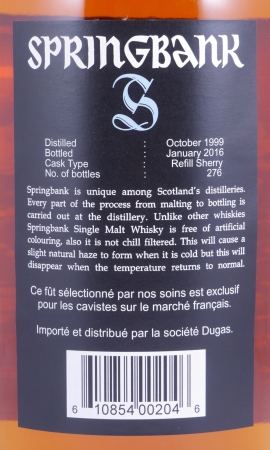 SPRINGBANK
S
Distilled : October 1999
Bottled : January 2016
Cask Type : Refill Sherry
No. of bottles : 276
Springbank is unique among Scotland's distilleries.
Every part of the process from malting to bottling is
carried out at the distillery. Unlike other whiskies
Springbank Single Malt Whisky is free of artificial
colouring, also it is not chill filtered. This will cause a
slight natural haze to form when it is cold but this will
disappear when the temperature returns to normal.
Ce fût sélectionné par nos soins est exclusif
pour les cavistes sur le marché français.
Importé et distribué par la société Dugas.
6 10854 00204 6